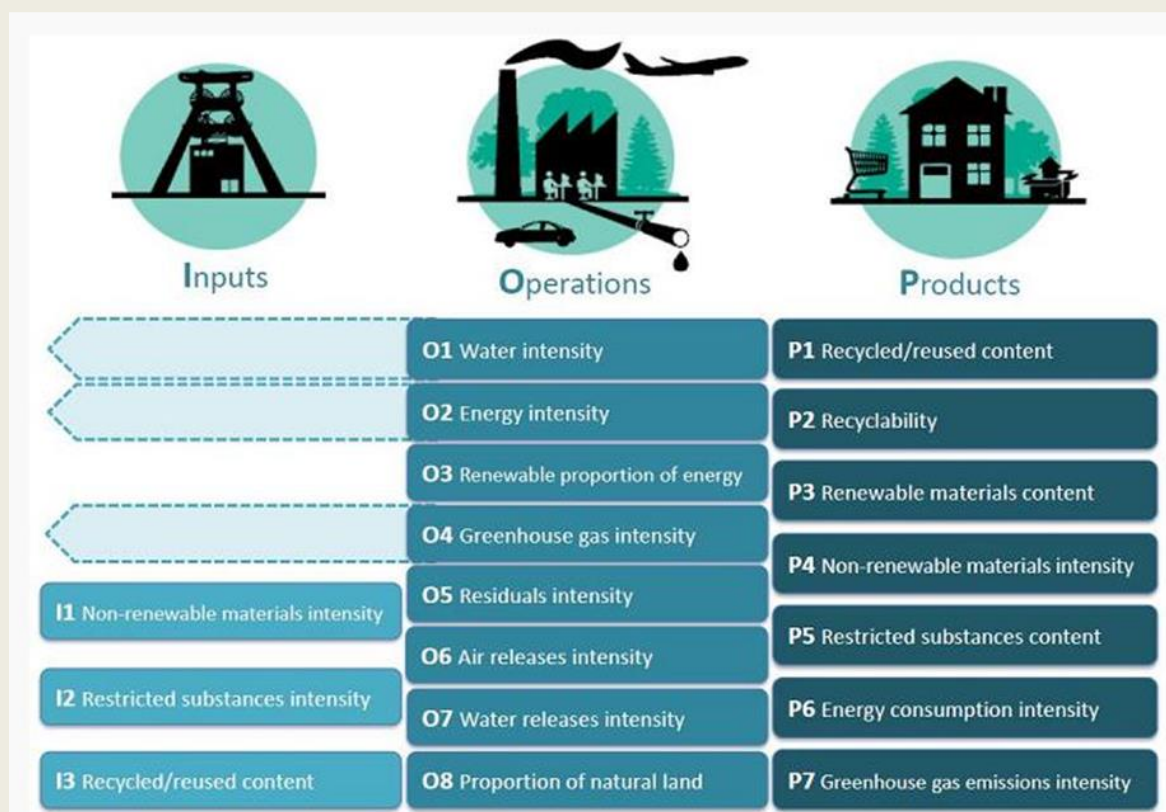 Inputs
Operations
Products
O1 Water intensity
O2 Energy intensity
O3 Renewable proportion of energy
O4 Greenhouse gas intensity
O5 Residuals intensity
O6 Air releases intensity
O7 Water releases intensity
O8 Proportion of natural land
I1 Non-renewable materials intensity
I2 Restricted substances intensity
I3 Recycled/reused content
P1 Recycled/reused content
P2 Recyclability
P3 Renewable materials content
P4 Non-renewable materials intensity
P5 Restricted substances content
P6 Energy consumption intensity
P7 Greenhouse gas emissions intensity